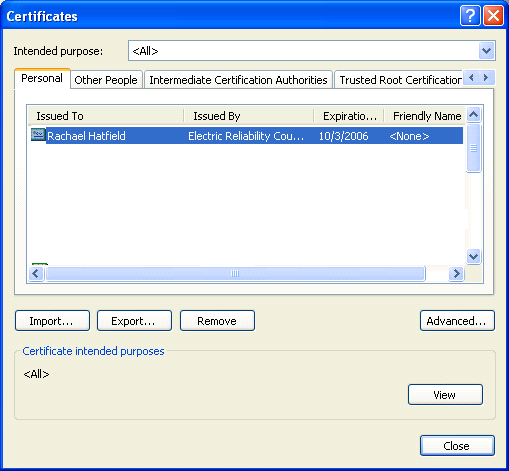 Certificates
Intended purpose: <All>
Personal Other People Intermediate Certification Authorities Trusted Root Certification
Issued To Issued By Expiratio... Friendly Name
Rachael Hatfield Electric Reliability Cou... 10/3/2006 <None>
Import... Export... Remove Advanced...
Certificate intended purposes
<All>
View
Close